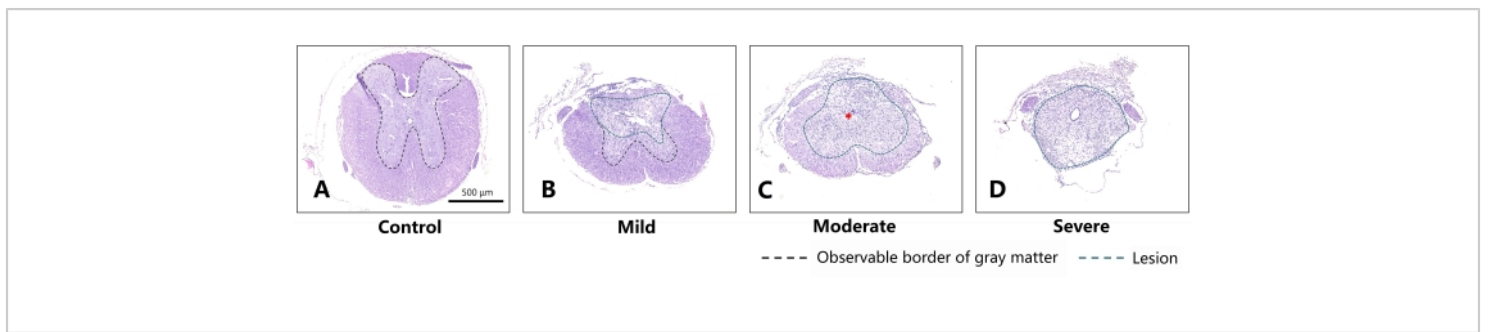 A
500 µm
B
C
D
Control
Mild
Moderate
Severe
Observable border of gray matter
Lesion